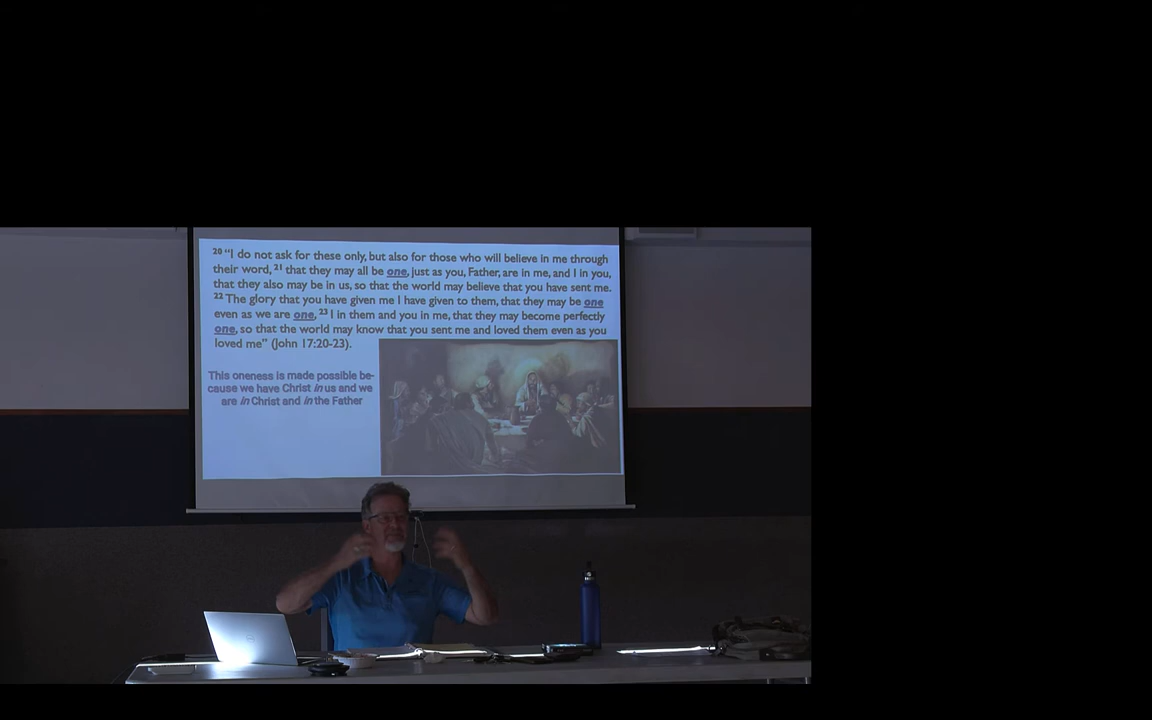 20 “I do not ask for these only, but also for those who will believe in me through
their word, 21 that they may all be one, just as you, Father, are in me, and I in you,
that they also may be in us, so that the world may believe that you have sent me.
22 The glory that you have given me I have given to them, that they may be one
even as we are one, 23 I in them and you in me, that they may become perfectly
one, so that the world may know that you sent me and loved them even as you
loved me” (John 17:20-23).
This oneness is made possible be-
cause we have Christ in us and we
are in Christ and in the Father